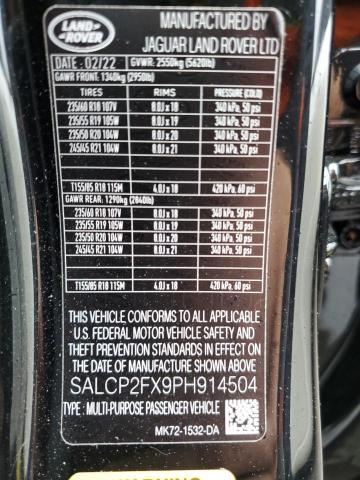 LAND ROVER
MANUFACTURED BY
JAGUAR LAND ROVER LTD
DATE : 02/22 GVWR: 2550kg (5620lb)
GAWR FRONT: 1340kg (2950lb)
TIRES RIMS PRESSURE (COLD)
235/60 R18 107V 8.0J x 18 340 kPa, 50 psi
235/55 R19 105W 8.0J x 19 340 kPa, 50 psi
235/50 R20 104W 8.0J x 20 340 kPa, 50 psi
245/45 R21 104W 8.0J x 21 340 kPa, 50 psi
T155/85 R18 115M 4.0J x 18 420 kPa, 60 psi
GAWR REAR: 1290kg (2840lb)
235/60 R18 107V 8.0J x 18 340 kPa, 50 psi
235/55 R19 105W 8.0J x 19 340 kPa, 50 psi
235/50 R20 104W 8.0J x 20 340 kPa, 50 psi
245/45 R21 104W 8.0J x 21 340 kPa, 50 psi
T155/85 R18 115M 4.0J x 18 420 kPa, 60 psi
THIS VEHICLE CONFORMS TO ALL APPLICABLE
U.S. FEDERAL MOTOR VEHICLE SAFETY AND
THEFT PREVENTION STANDARDS IN EFFECT ON
THE DATE OF MANUFACTURE SHOWN ABOVE.
SALCP2FX9PH914504
TYPE : MULTI-PURPOSE PASSENGER VEHICLE
MK72-1532-DA
WARNING